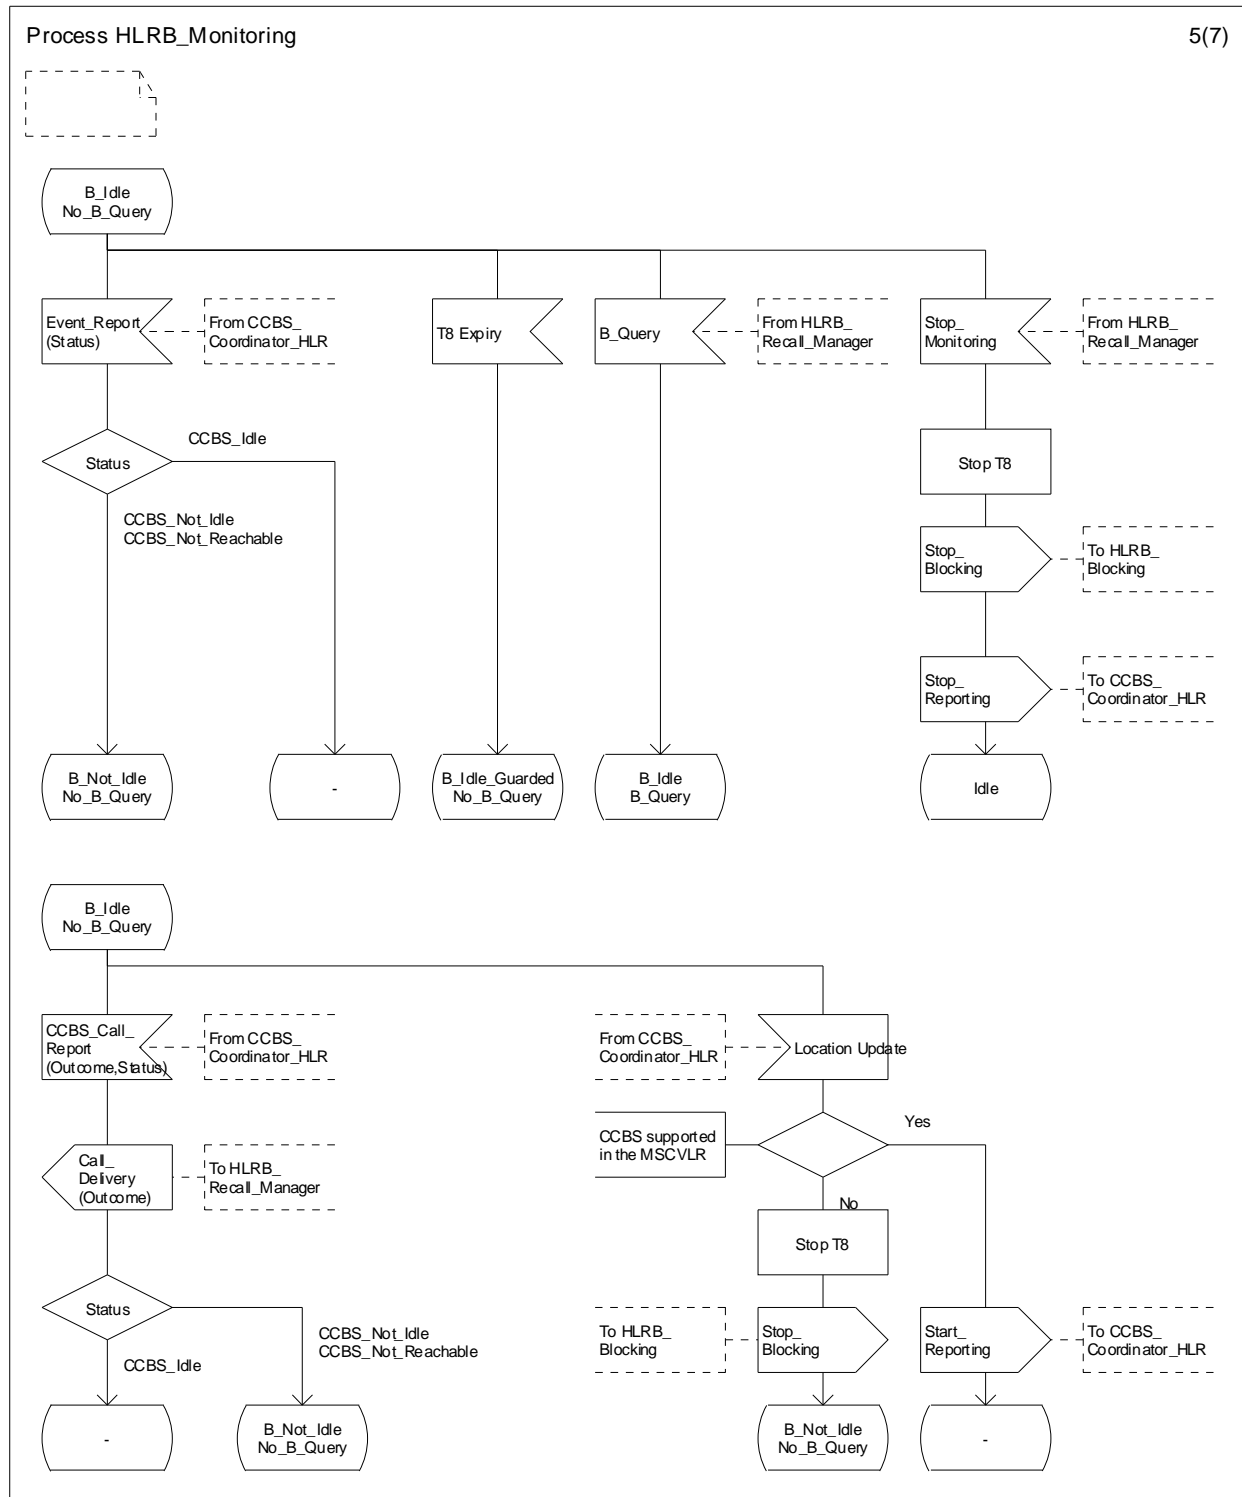 Process HLRB_Monitoring
5(7)
B_Idle
No_B_Query
Event_Report
(Status)
From CCBS_
Coordinator_HLR
T8 Expiry
B_Query
From HLRB_
Recall_Manager
Stop_
Monitoring
From HLRB_
Recall_Manager
Status
CCBS_Idle
CCBS_Not_Idle
CCBS_Not_Reachable
Stop T8
Stop_
Blocking
To HLRB_
Blocking
Stop_
Reporting
To CCBS_
Coordinator_HLR
B_Not_Idle
No_B_Query
-
B_Idle_Guarded
No_B_Query
B_Idle
B_Query
Idle
B_Idle
No_B_Query
CCBS_Call_
Report
(Outcome,Status)
From CCBS_
Coordinator_HLR
From CCBS_
Coordinator_HLR
Location Update
Call_
Delivery
(Outcome)
To HLRB_
Recall_Manager
CCBS supported
in the MSCVLR
Yes
No
Stop T8
Status
CCBS_Not_Idle
CCBS_Not_Reachable
CCBS_Idle
To HLRB_
Blocking
Stop_
Blocking
Start_
Reporting
To CCBS_
Coordinator_HLR
-
B_Not_Idle
No_B_Query
B_Not_Idle
No_B_Query
-